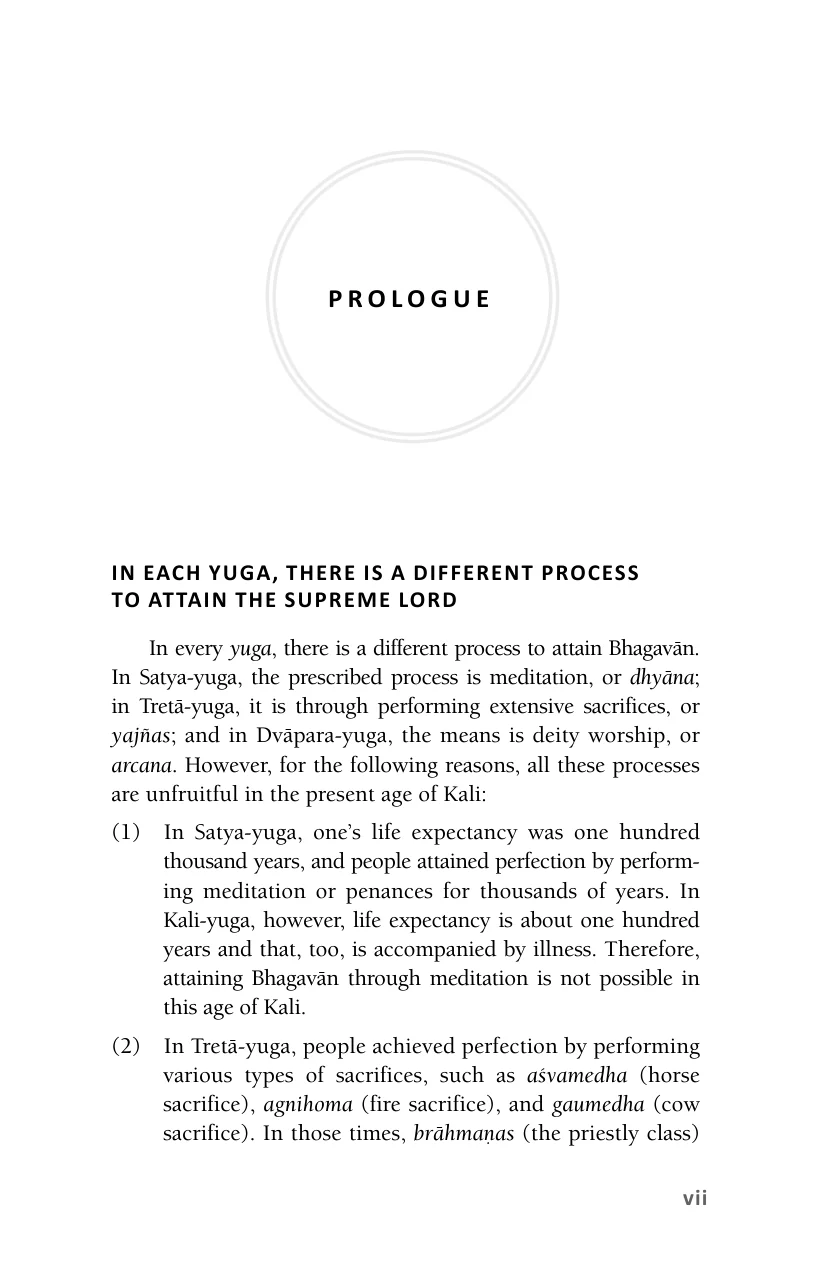 PROLOGUE
IN EACH YUGA, THERE IS A DIFFERENT PROCESS
TO ATTAIN THE SUPREME LORD
In every yuga, there is a different process to attain Bhagavān.
In Satya-yuga, the prescribed process is meditation, or dhyāna;
in Tretā-yuga, it is through performing extensive sacrifices, or
yajñas; and in Dvāpara-yuga, the means is deity worship, or
arcana. However, for the following reasons, all these processes
are unfruitful in the present age of Kali:
(1) In Satya-yuga, one’s life expectancy was one hundred
thousand years, and people attained perfection by perform-
ing meditation or penances for thousands of years. In
Kali-yuga, however, life expectancy is about one hundred
years and that, too, is accompanied by illness. Therefore,
attaining Bhagavān through meditation is not possible in
this age of Kali.
(2) In Tretā-yuga, people achieved perfection by performing
various types of sacrifices, such as aśvamedha (horse
sacrifice), agnihoma (fire sacrifice), and gaumedha (cow
sacrifice). In those times, brāhmaṇas (the priestly class)
vii